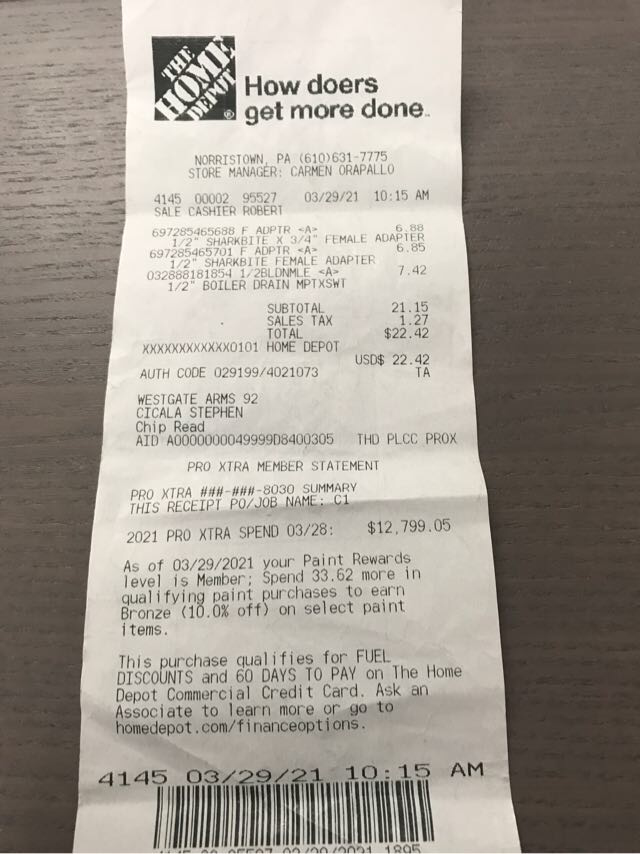 THE
HOME
DEPOT
®
How doers
get more done™
NORRISTOWN, PA (610)631-7775
STORE MANAGER: CARMEN ORAPALLO
4145 00002 95527 03/29/21 10:15 AM
SALE CASHIER ROBERT
697285465688 F ADPTR <A> 6.88
1/2" SHARKBITE X 3/4" FEMALE ADAPTER
697285465701 F ADPTR <A> 6.85
1/2" SHARKBITE FEMALE ADAPTER
032888181854 1/2BLDNMLE <A> 7.42
1/2" BOILER DRAIN MPTXSWT
SUBTOTAL 21.15
SALES TAX 1.27
TOTAL $22.42
XXXXXXXXXXXX0101 HOME DEPOT
USD$ 22.42
AUTH CODE 029199/4021073 TA
WESTGATE ARMS 92
CICALA STEPHEN
Chip Read
AID A0000000049999D8400305 THD PLCC PROX
PRO XTRA MEMBER STATEMENT
PRO XTRA ###-###-8030 SUMMARY
THIS RECEIPT PO/JOB NAME: C1
2021 PRO XTRA SPEND 03/28: $12,799.05
As of 03/29/2021 your Paint Rewards
level is Member; Spend 33.62 more in
qualifying paint purchases to earn
Bronze (10.0% off) on select paint
items.
This purchase qualifies for FUEL
DISCOUNTS and 60 DAYS TO PAY on The Home
Depot Commercial Credit Card. Ask an
Associate to learn more or go to
homedepot.com/financeoptions.
4145 03/29/21 10:15 AM